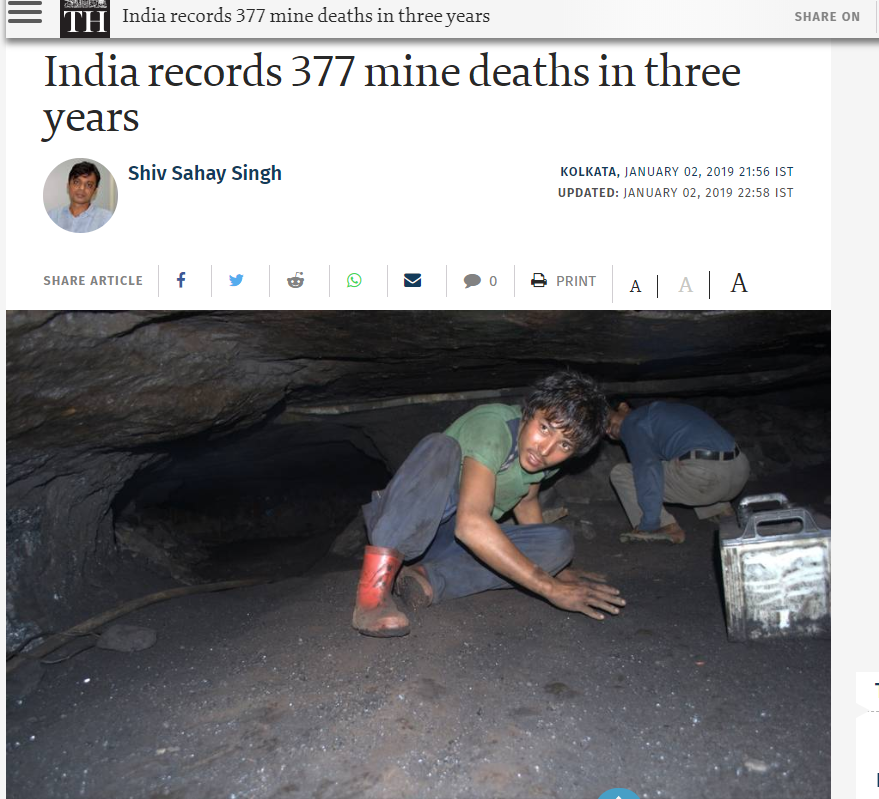 TH India records 377 mine deaths in three years SHARE ON
India records 377 mine deaths in three
years
Shiv Sahay Singh
KOLKATA, JANUARY 02, 2019 21:56 IST
UPDATED: JANUARY 02, 2019 22:58 IST
SHARE ARTICLE 0 PRINT A A A